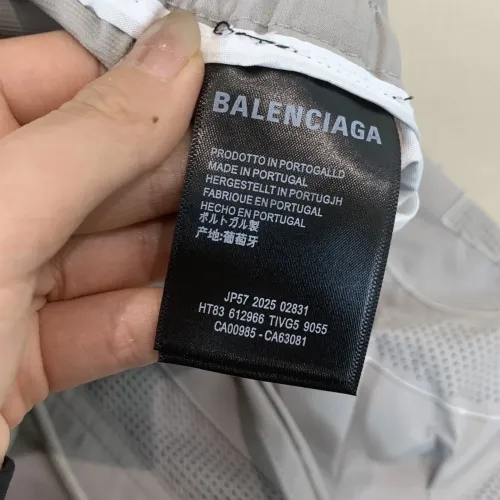 BALENCIAGA
PRODOTTO IN PORTOGALLD
MADE IN PORTUGAL
HERGESTELLT IN PORTUGJH
FABRIQUE EN PORTUGAL
HECHO EN PORTUGAL
ポルトガル製
产地:葡萄牙
JP57 2025 02831
HT83 612966 TIVG5 9055
CA00985 - CA63081